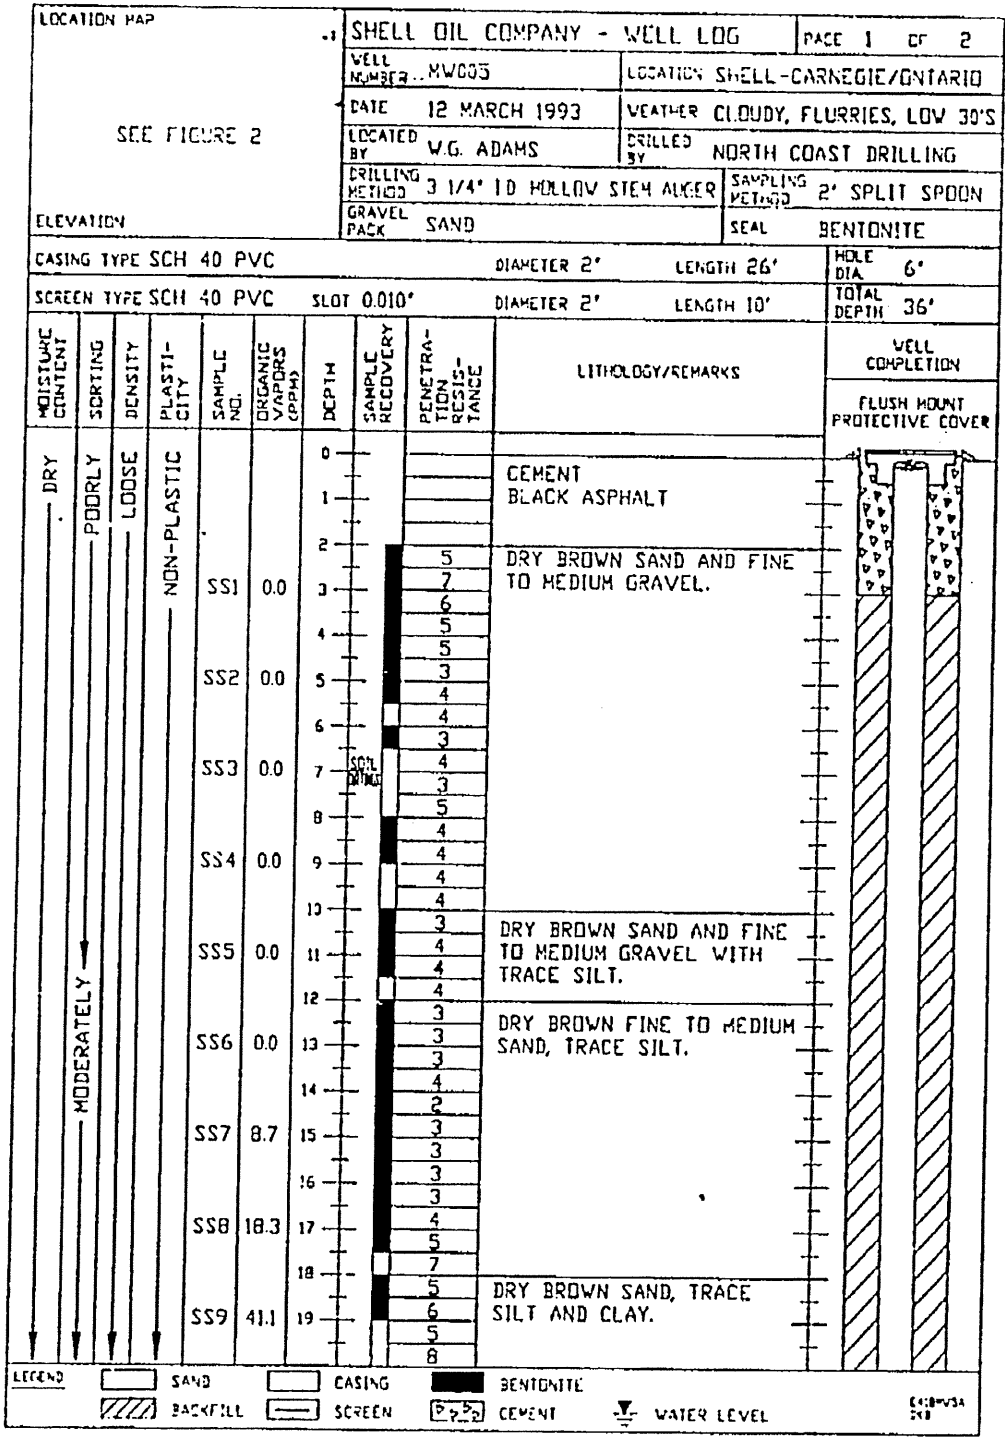 LOCATION MAP
SHELL OIL COMPANY - WELL LOG PAGE 1 OF 2
WELL NUMBER MW005 LOCATION SHELL-CARNEGIE/ONTARIO
DATE 12 MARCH 1993 WEATHER CLOUDY, FLURRIES, LOW 30'S
SEE FIGURE 2
LOCATED BY W.G. ADAMS DRILLED BY NORTH COAST DRILLING
DRILLING METHOD 3 1/4" ID HOLLOW STEM AUGER SAMPLING METHOD 2" SPLIT SPOON
ELEVATION
GRAVEL PACK SAND SEAL BENTONITE
CASING TYPE SCH 40 PVC DIAMETER 2" LENGTH 26' HOLE DIA. 6"
SCREEN TYPE SCH 40 PVC SLOT 0.010" DIAMETER 2" LENGTH 10' TOTAL DEPTH 36'
MOISTURE CONTENT
SORTING
DENSITY
PLASTI-CITY
SAMPLE NO.
ORGANIC VAPORS (PPM)
DEPTH
SAMPLE RECOVERY
PENETRA-TION RESIS-TANCE
LITHOLOGY/REMARKS
WELL COMPLETION
FLUSH MOUNT
PROTECTIVE COVER
DRY
POORLY
MODERATELY
LOOSE
NON-PLASTIC
0
CEMENT
BLACK ASPHALT
1
2
5 DRY BROWN SAND AND FINE
7 TO MEDIUM GRAVEL.
SS1 0.0 3
6
5
4
5
3
SS2 0.0 5
4
4
6
3
SS3 0.0 7 SOIL
4
3
5
8
4
4
SS4 0.0 9
4
4
10
3 DRY BROWN SAND AND FINE
SS5 0.0 11 4 TO MEDIUM GRAVEL WITH
4 TRACE SILT.
4
12
3 DRY BROWN FINE TO MEDIUM
SS6 0.0 13 3 SAND, TRACE SILT.
3
4
14
2
3
SS7 8.7 15
3
3
16
3
4
SS8 18.3 17
5
7
18
5 DRY BROWN SAND, TRACE
SS9 41.1 19 6 SILT AND CLAY.
5
8
LEGEND SAND CASING BENTONITE
BACKFILL SCREEN CEMENT WATER LEVEL